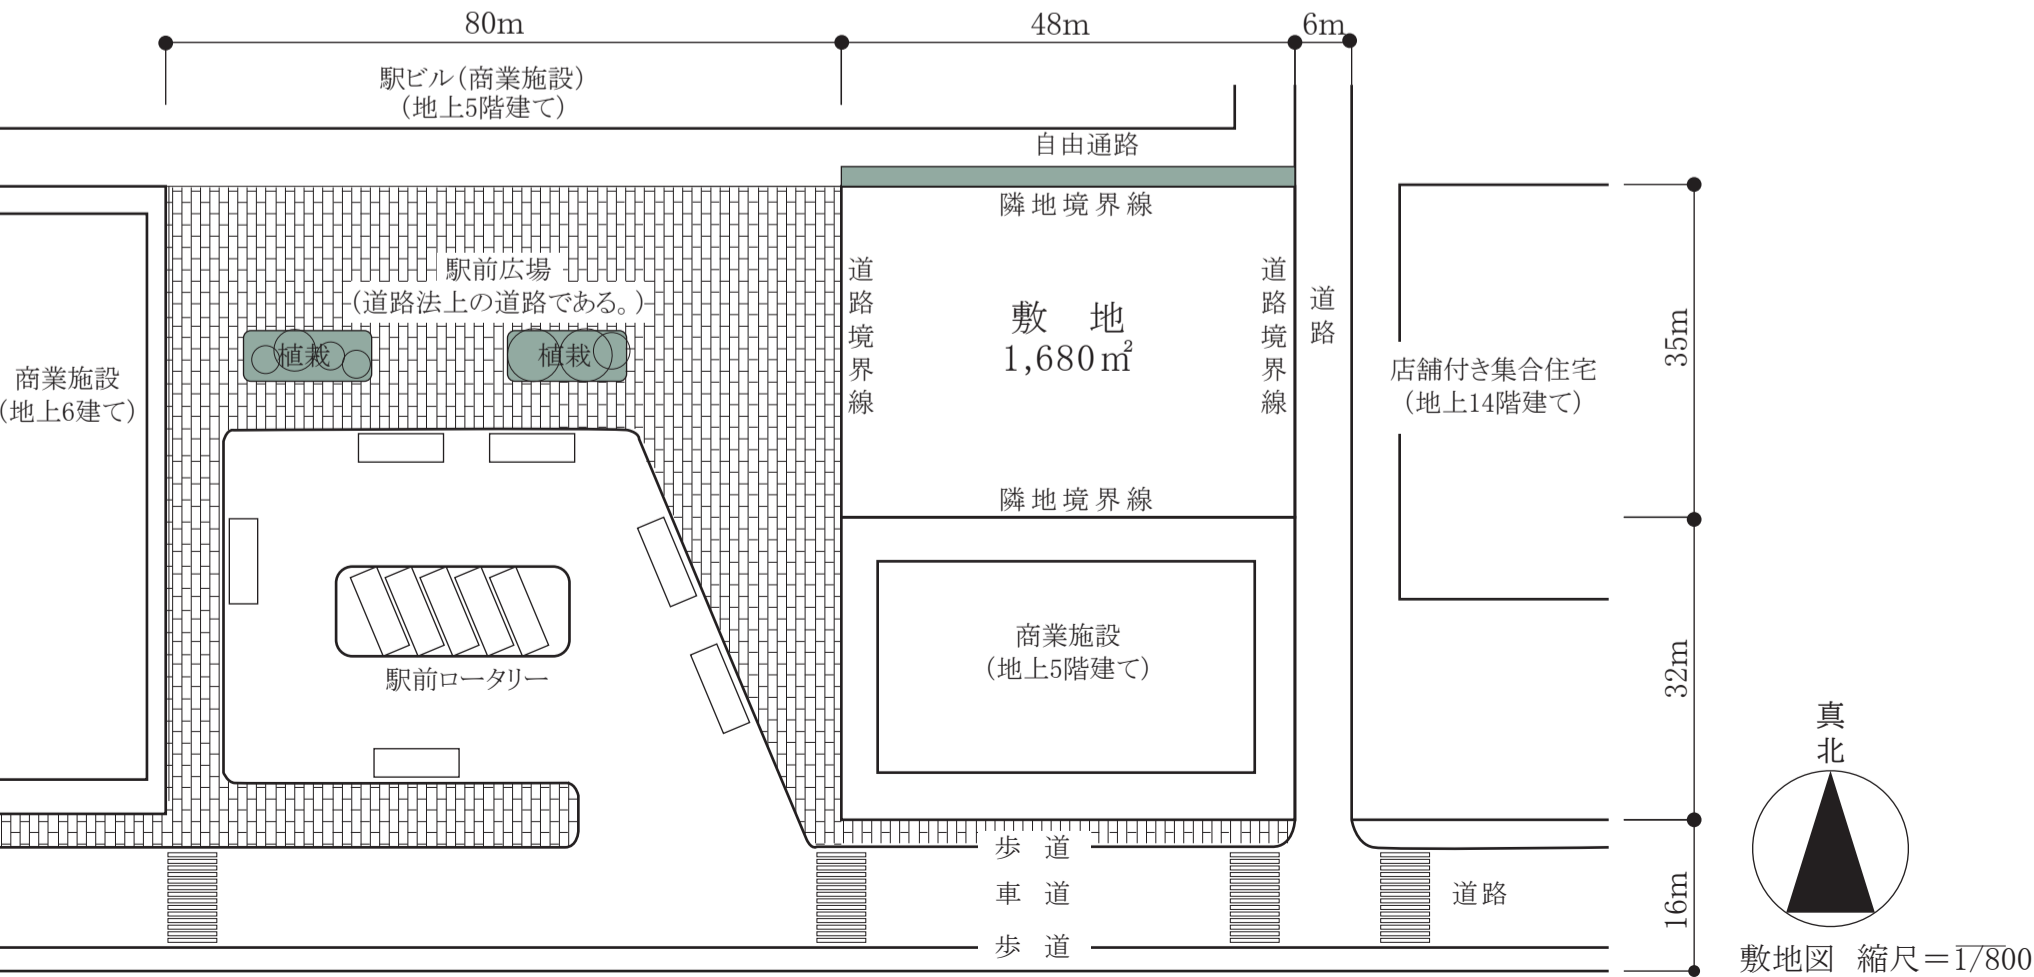 80m
48m
6m
駅ビル(商業施設)
(地上5階建て)
自由通路
隣地境界線
駅前広場
(道路法上の道路である。)
植栽
植栽
商業施設
(地上6建て)
道路境界線
敷 地
1,680㎡
道路境界線
道路
隣地境界線
店舗付き集合住宅
(地上14階建て)
35m
駅前ロータリー
商業施設
(地上5階建て)
32m
真北
歩 道
車 道
歩 道
道路
16m
敷地図 縮尺=1/800